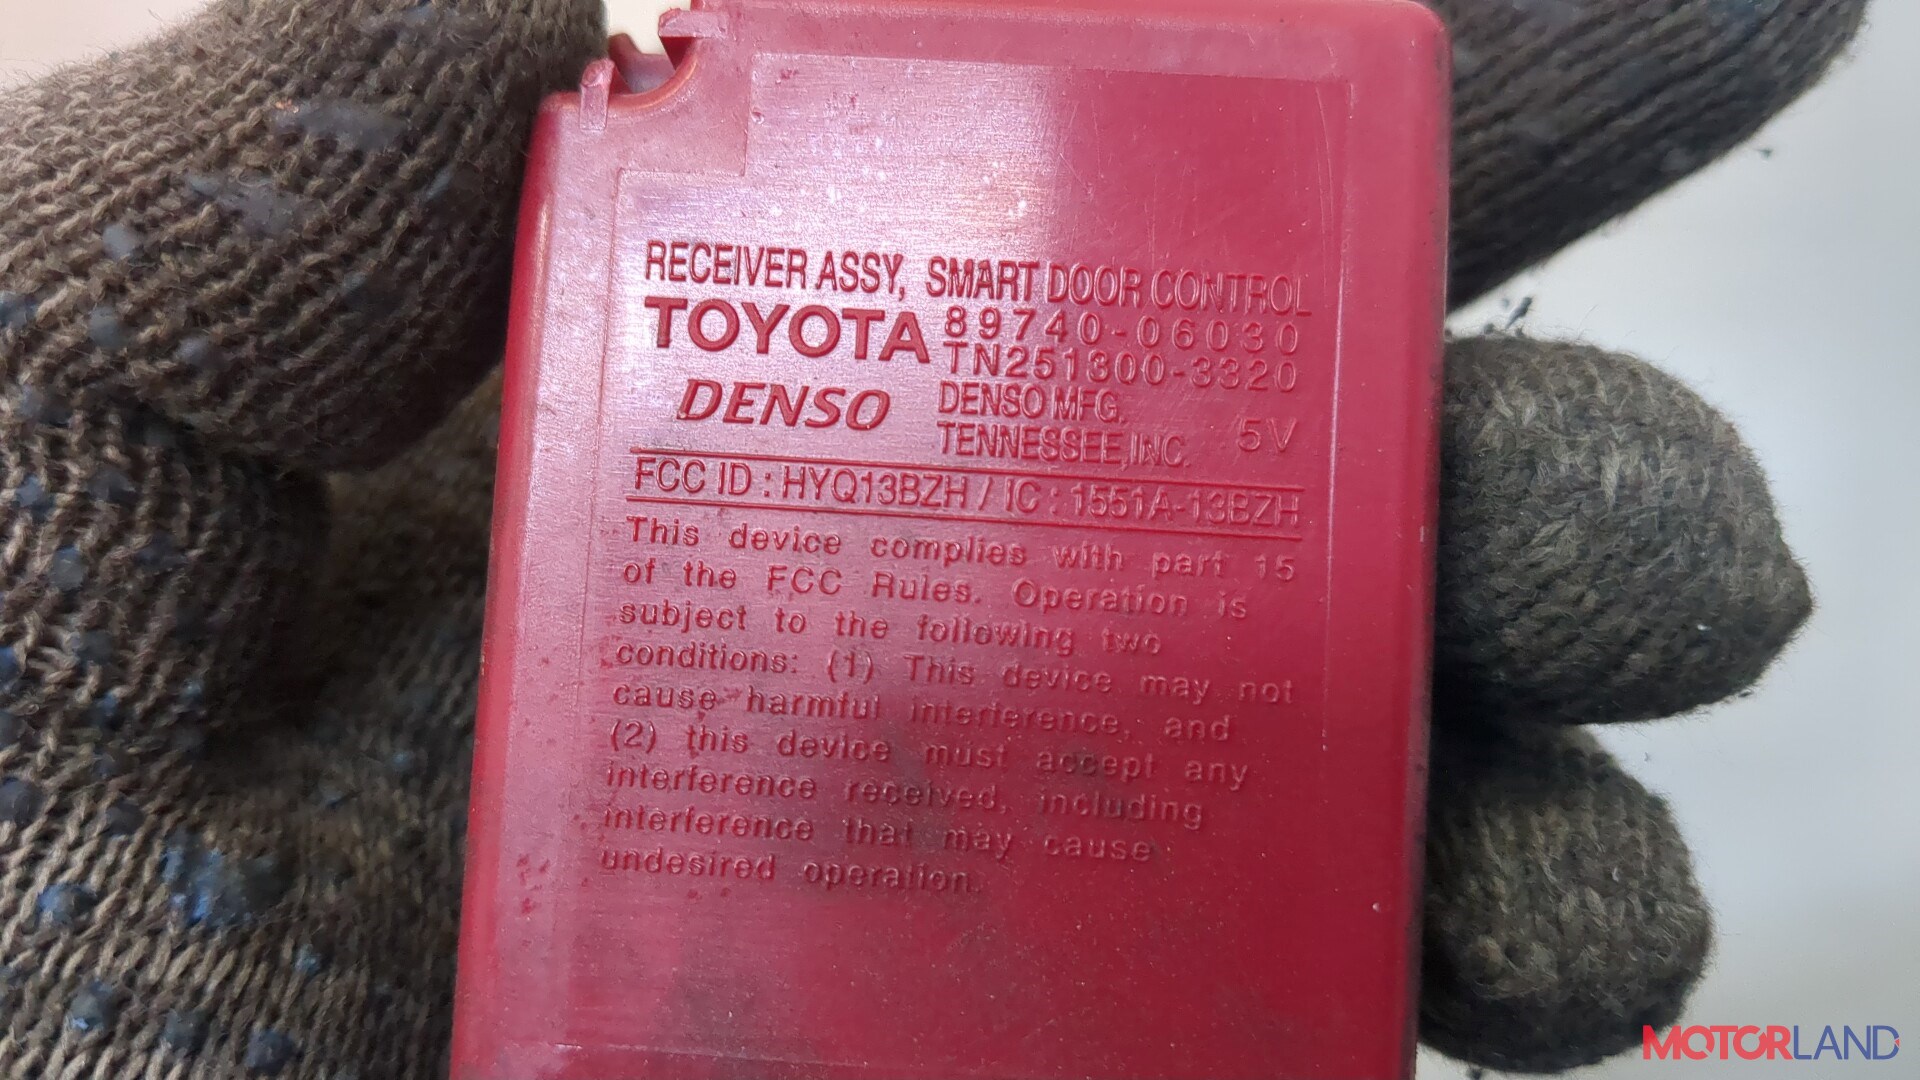 RECEIVER ASSY, SMART DOOR CONTROL
TOYOTA 89740-06030
TN251300-3320
DENSO DENSO MFG.
TENNESSEE, INC. 5V
FCC ID : HYQ13BZH / IC : 1551A-13BZH
This device complies with part 15
of the FCC Rules. Operation is
subject to the following two
conditions: (1) This device may not
cause harmful interference, and
(2) this device must accept any
interference received, including
interference that may cause
undesired operation.
MOTORLAND